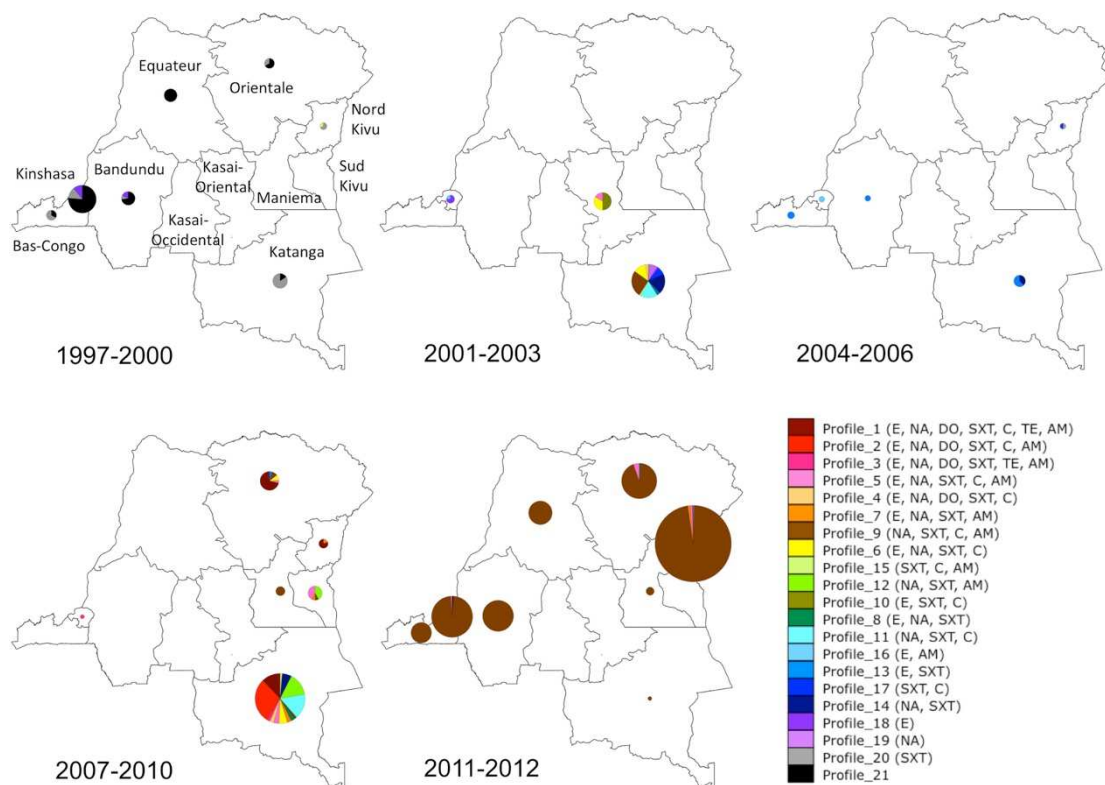 Equateur
Orientale
Nord
Kivu
Kinshasa
Bandundu
Kasai-
Oriental
Sud
Kivu
Maniema
Bas-Congo
Kasai-
Occidental
Katanga
1997-2000
2001-2003
2004-2006
2007-2010
2011-2012
Profile_1 (E, NA, DO, SXT, C, TE, AM)
Profile_2 (E, NA, DO, SXT, C, AM)
Profile_3 (E, NA, DO, SXT, TE, AM)
Profile_5 (E, NA, SXT, C, AM)
Profile_4 (E, NA, DO, SXT, C)
Profile_7 (E, NA, SXT, AM)
Profile_9 (NA, SXT, C, AM)
Profile_6 (E, NA, SXT, C)
Profile_15 (SXT, C, AM)
Profile_12 (NA, SXT, AM)
Profile_10 (E, SXT, C)
Profile_8 (E, NA, SXT)
Profile_11 (NA, SXT, C)
Profile_16 (E, AM)
Profile_13 (E, SXT)
Profile_17 (SXT, C)
Profile_14 (NA, SXT)
Profile_18 (E)
Profile_19 (NA)
Profile_20 (SXT)
Profile_21